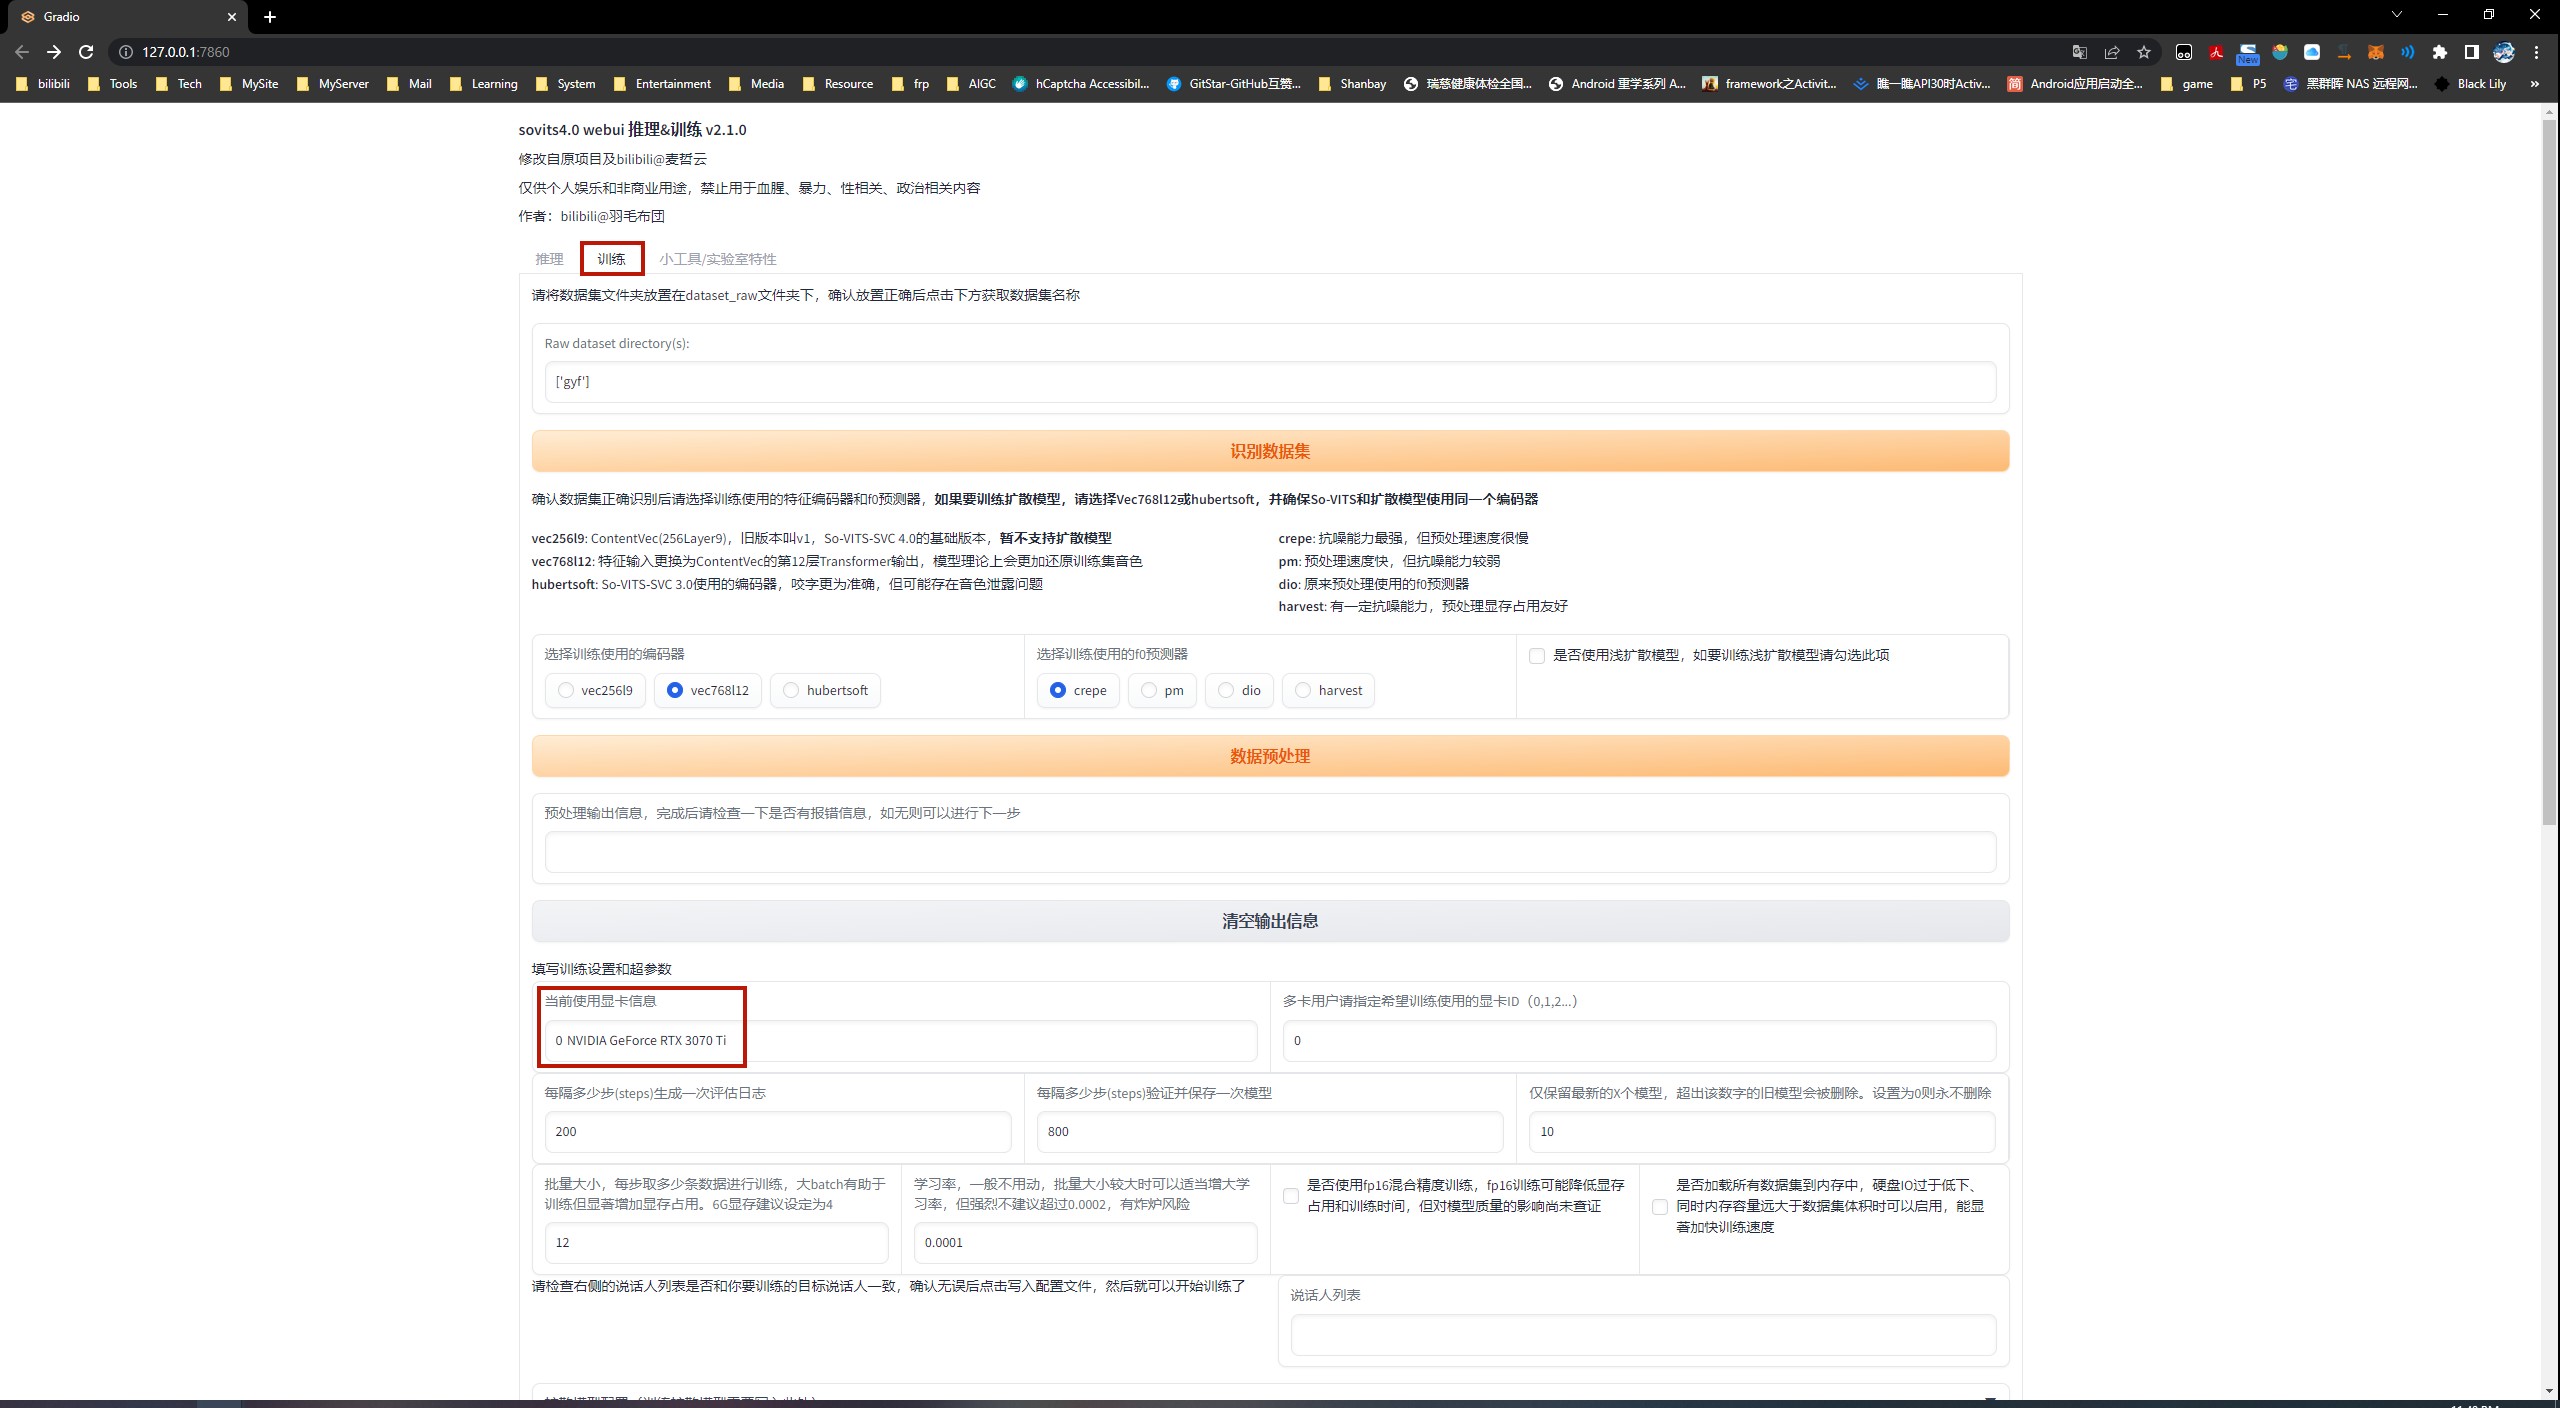 Gradio
127.0.0.1:7860
New
bilibili Tools Tech MySite MyServer Mail Learning System Entertainment Media Resource frp AIGC hCaptcha Accessibil... GitStar-GitHub互赞... Shanbay 瑞慈健康体检全国... Android 重学系列 A... framework之Activit... 瞧一瞧API30时Activ... 简 Android应用启动全... game P5 宅 黑群晖 NAS 远程网... Black Lily »
sovits4.0 webui 推理&训练 v2.1.0
修改自原项目及bilibili@麦哲云
仅供个人娱乐和非商业用途，禁止用于血腥、暴力、性相关、政治相关内容
作者：bilibili@羽毛布団
推理 训练 小工具/实验室特性
请将数据集文件夹放置在dataset_raw文件夹下，确认放置正确后点击下方获取数据集名称
Raw dataset directory(s):
['gyf']
识别数据集
确认数据集正确识别后请选择训练使用的特征编码器和f0预测器，如果要训练扩散模型，请选择Vec768l12或hubertsoft，并确保So-VITS和扩散模型使用同一个编码器
vec256l9: ContentVec(256Layer9)，旧版本叫v1，So-VITS-SVC 4.0的基础版本，暂不支持扩散模型
vec768l12: 特征输入更换为ContentVec的第12层Transformer输出，模型理论上会更加还原训练集音色
hubertsoft: So-VITS-SVC 3.0使用的编码器，咬字更为准确，但可能存在音色泄露问题
crepe: 抗噪能力最强，但预处理速度很慢
pm: 预处理速度快，但抗噪能力较弱
dio: 原来预处理使用的f0预测器
harvest: 有一定抗噪能力，预处理显存占用友好
选择训练使用的编码器
vec256l9 vec768l12 hubertsoft
选择训练使用的f0预测器
crepe pm dio harvest
是否使用浅扩散模型，如要训练浅扩散模型请勾选此项
数据预处理
预处理输出信息，完成后请检查一下是否有报错信息，如无则可以进行下一步
清空输出信息
填写训练设置和超参数
当前使用显卡信息
0 NVIDIA GeForce RTX 3070 Ti
多卡用户请指定希望训练使用的显卡ID（0,1,2...）
0
每隔多少步(steps)生成一次评估日志
200
每隔多少步(steps)验证并保存一次模型
800
仅保留最新的X个模型，超出该数字的旧模型会被删除。设置为0则永不删除
10
批量大小，每步取多少条数据进行训练，大batch有助于
训练但显著增加显存占用。6G显存建议设定为4
12
学习率，一般不用动，批量大小较大时可以适当增大学
习率，但强烈不建议超过0.0002，有炸炉风险
0.0001
是否使用fp16混合精度训练，fp16训练可能降低显存
占用和训练时间，但对模型质量的影响尚未查证
是否加载所有数据集到内存中，硬盘IO过于低下、
同时内存容量远大于数据集体积时可以启用，能显
著加快训练速度
请检查右侧的说话人列表是否和你要训练的目标说话人一致，确认无误后点击写入配置文件，然后就可以开始训练了
说话人列表